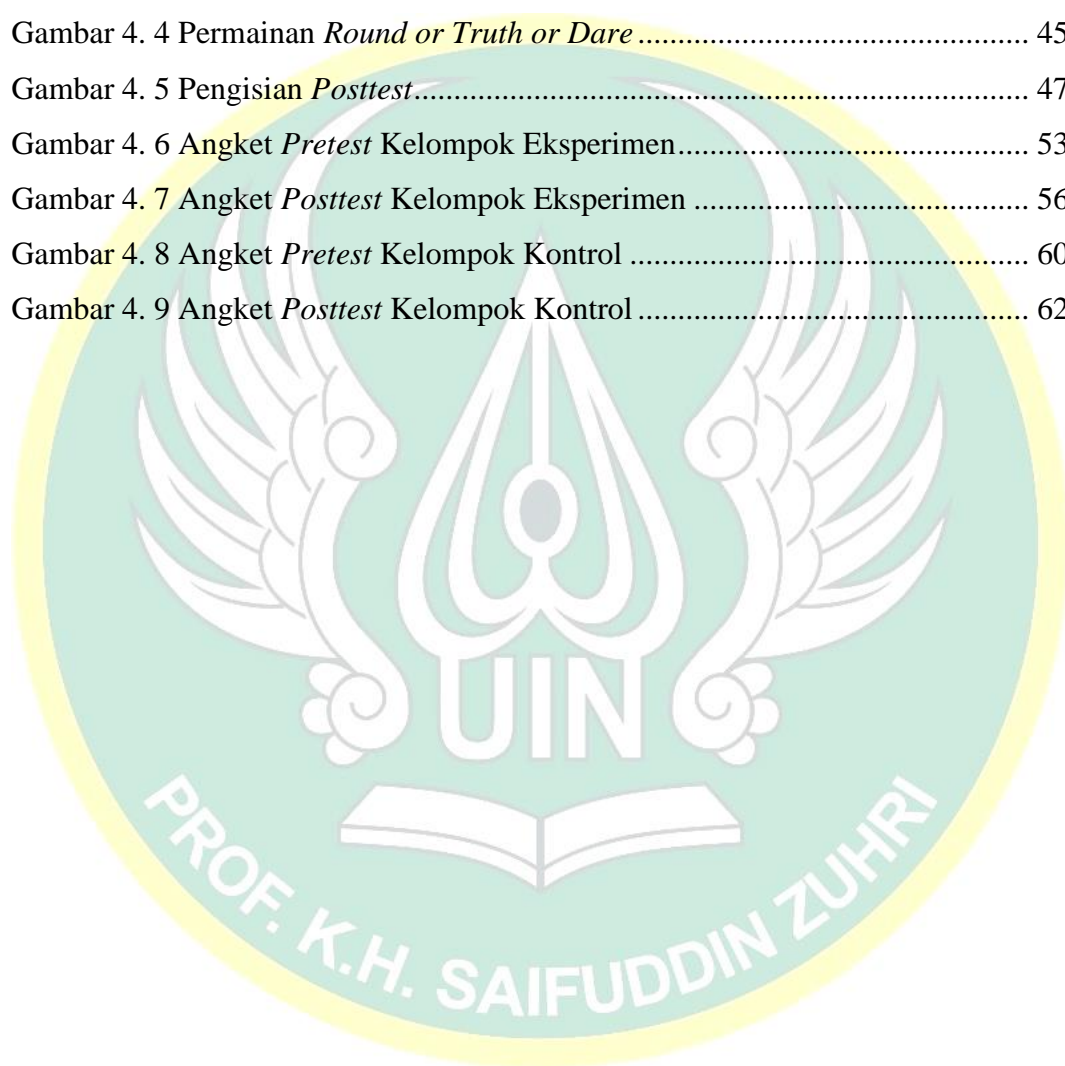 Gambar 4. 4 Permainan Round or Truth or Dare ................................................ 45
Gambar 4. 5 Pengisian Posttest............................................................................ 47
Gambar 4. 6 Angket Pretest Kelompok Eksperimen........................................... 53
Gambar 4. 7 Angket Posttest Kelompok Eksperimen ......................................... 56
Gambar 4. 8 Angket Pretest Kelompok Kontrol ................................................. 60
Gambar 4. 9 Angket Posttest Kelompok Kontrol ................................................ 62
UIN
PROF. K.H. SAIFUDDIN ZUHRI